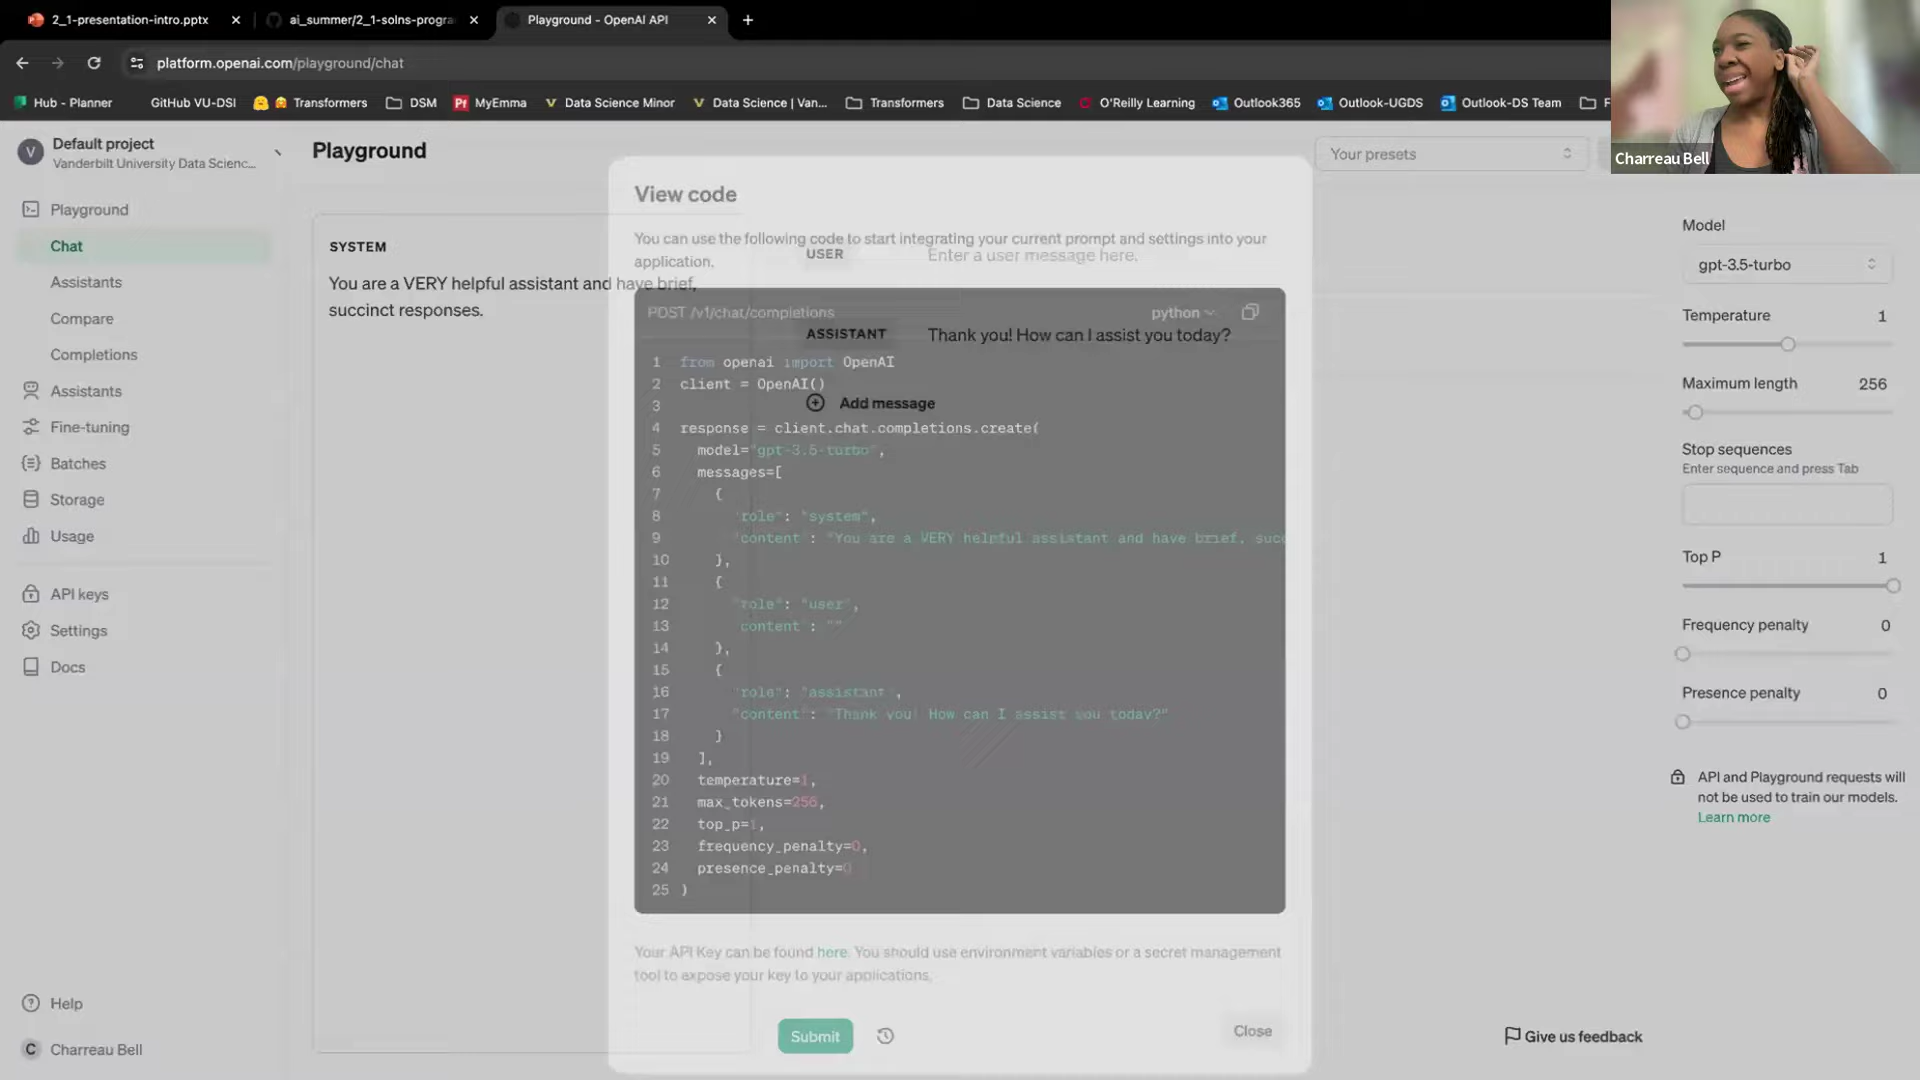 2_1-presentation-intro.pptx
ai_summer/2_1-solns-progra
Playground - OpenAI API
platform.openai.com/playground/chat
Hub - Planner
GitHub VU-DSI
Transformers
DSM
MyEmma
Data Science Minor
Data Science | Van...
Transformers
Data Science
O'Reilly Learning
Outlook365
Outlook-UGDS
Outlook-DS Team
F
Charreau Bell
V
Default project
Vanderbilt University Data Scienc...
Playground
Chat
Assistants
Compare
Completions
Assistants
Fine-tuning
Batches
Storage
Usage
API keys
Settings
Docs
Help
C Charreau Bell
Playground
Your presets
SYSTEM
You are a VERY helpful assistant and have brief,
succinct responses.
USER
Enter a user message here.
ASSISTANT
Thank you! How can I assist you today?
Add message
Submit
View code
You can use the following code to start integrating your current prompt and settings into your
application.
POST /v1/chat/completions
python
1 from openai import OpenAI
2 client = OpenAI()
3
4 response = client.chat.completions.create(
5 model="gpt-3.5-turbo",
6 messages=[
7 {
8 "role": "system",
9 "content": "You are a VERY helpful assistant and have brief, succ
10 },
11 {
12 "role": "user",
13 "content": ""
14 },
15 {
16 "role": "assistant",
17 "content": "Thank you! How can I assist you today?"
18 }
19 ],
20 temperature=1,
21 max_tokens=256,
22 top_p=1,
23 frequency_penalty=0,
24 presence_penalty=0
25 )
Your API Key can be found here. You should use environment variables or a secret management
tool to expose your key to your applications.
Close
Model
gpt-3.5-turbo
Temperature 1
Maximum length 256
Stop sequences
Enter sequence and press Tab
Top P 1
Frequency penalty 0
Presence penalty 0
API and Playground requests will
not be used to train our models.
Learn more
Give us feedback